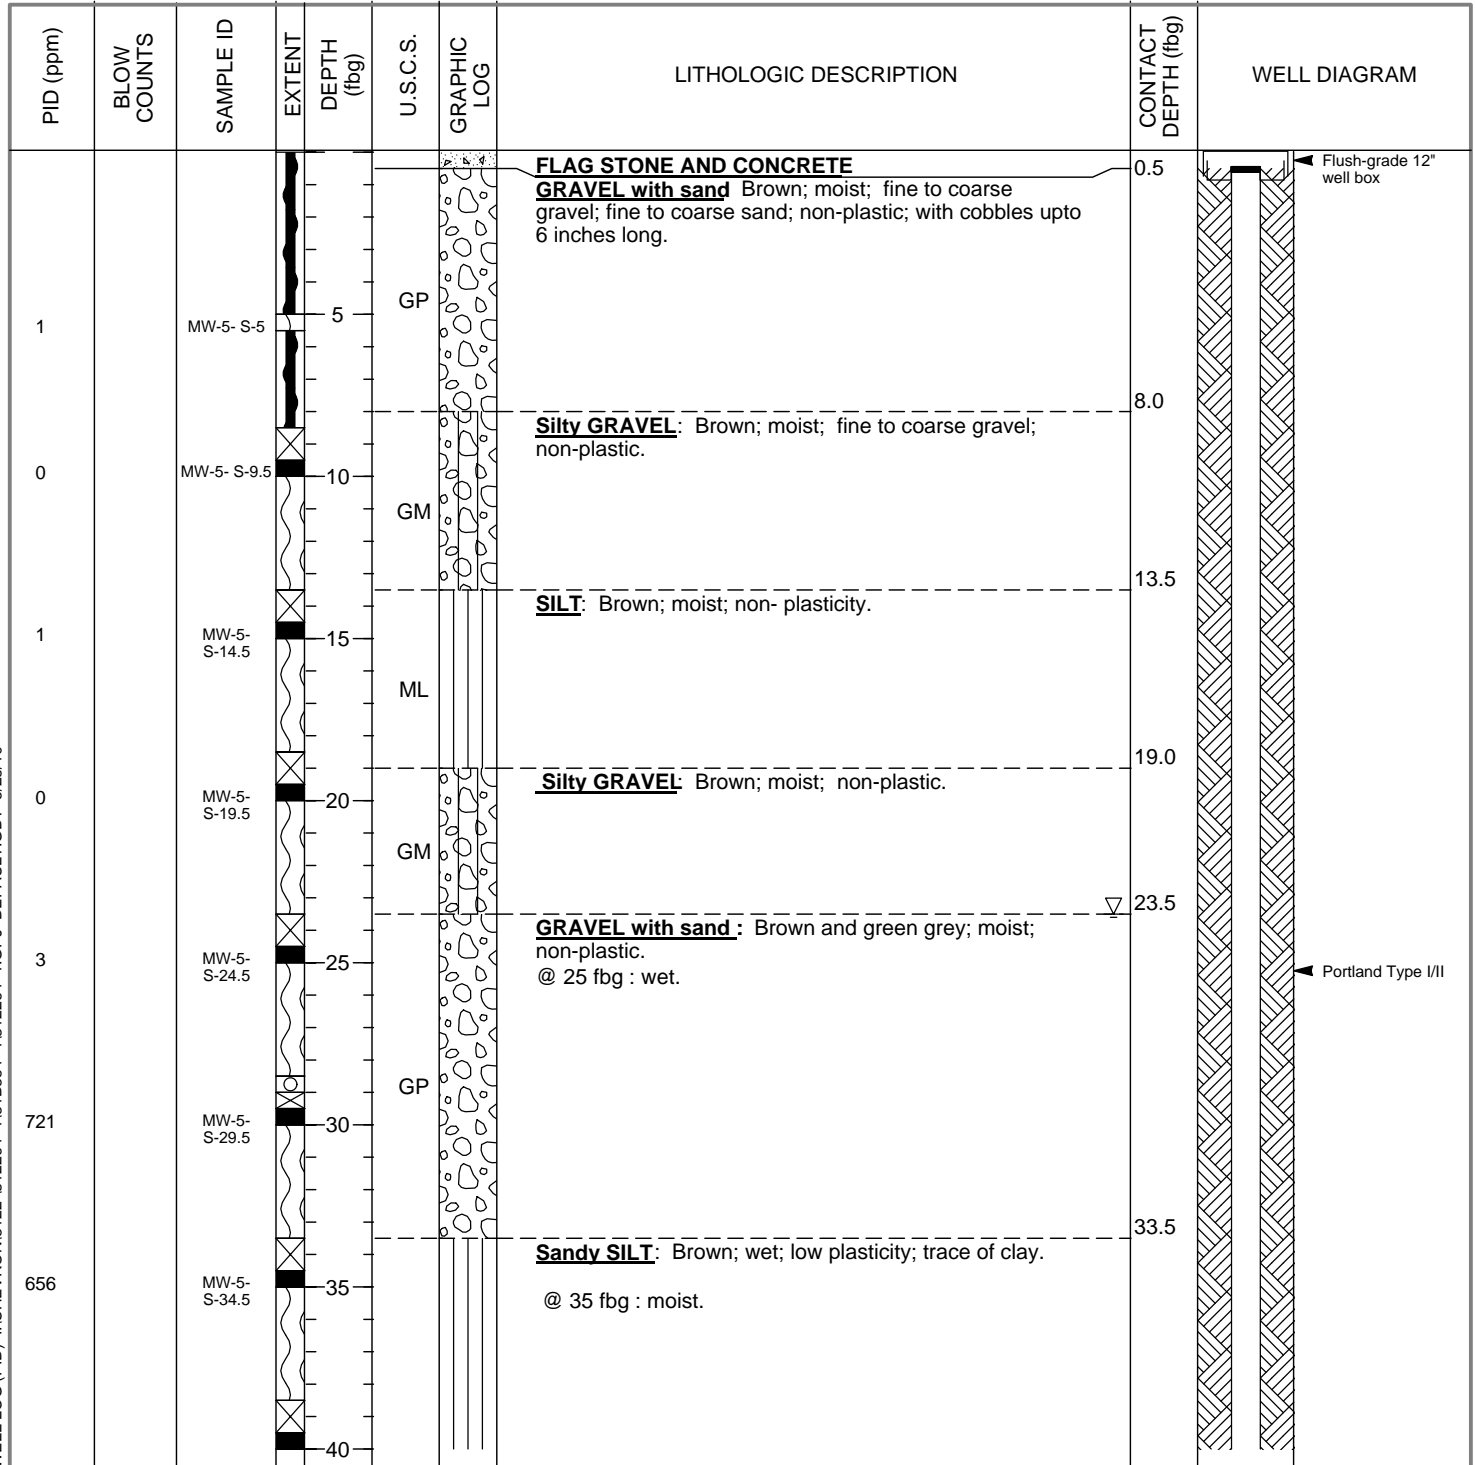 PID (ppm)
BLOW
COUNTS
SAMPLE ID
EXTENT
DEPTH
(fbg)
U.S.C.S.
GRAPHIC
LOG
LITHOLOGIC DESCRIPTION
CONTACT
DEPTH (fbg)
WELL DIAGRAM
FLAG STONE AND CONCRETE
0.5
Flush-grade 12"
well box
GRAVEL with sand Brown; moist; fine to coarse
gravel; fine to coarse sand; non-plastic; with cobbles upto
6 inches long.
GP
5
1
MW-5- S-5
8.0
Silty GRAVEL: Brown; moist; fine to coarse gravel;
non-plastic.
0
MW-5- S-9.5
10
GM
13.5
SILT: Brown; moist; non- plasticity.
1
MW-5-
S-14.5
15
ML
19.0
Silty GRAVEL Brown; moist; non-plastic.
0
MW-5-
S-19.5
20
GM
23.5
GRAVEL with sand : Brown and green grey; moist;
non-plastic.
@ 25 fbg : wet.
3
MW-5-
S-24.5
25
Portland Type I/II
GP
721
MW-5-
S-29.5
30
33.5
Sandy SILT: Brown; wet; low plasticity; trace of clay.
656
MW-5-
S-34.5
35
@ 35 fbg : moist.
40